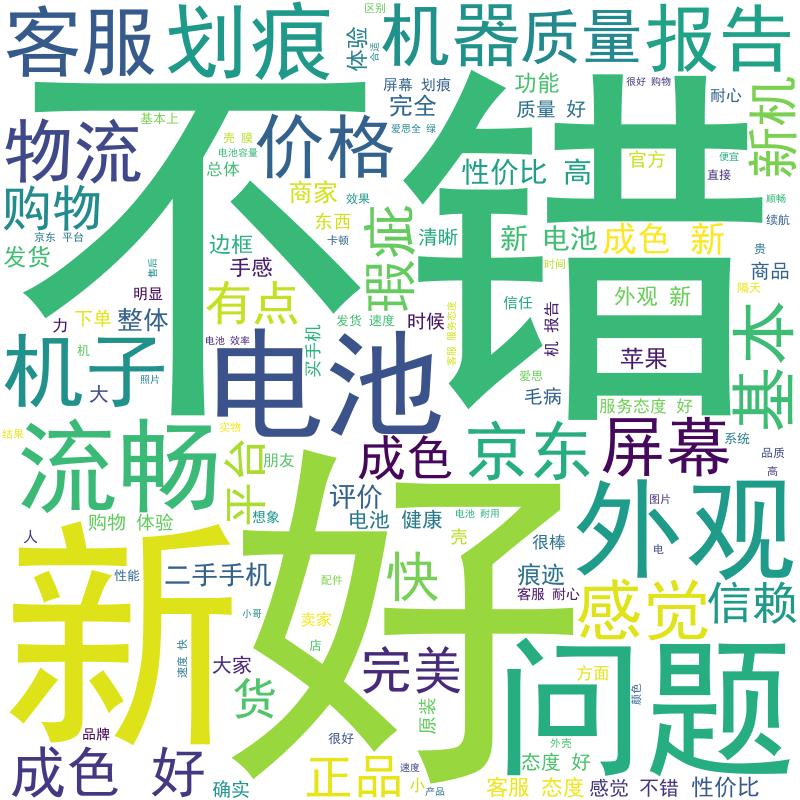 客服
划痕
体验
区别
合适
机器
质量
报告
不错
屏幕 划痕
完全
爱思全 绿
功能
质量 好
很好 购物
耐心
新机
基本上
物流
壳 膜
电池容量
总体
价格
性价比 高
官方
便宜
直接
购物
京东 平台
商家
效果
东西
卡顿
顺畅
续航
发货
售后
边框
手感
瑕疵
清晰
新 电池
成色 新
贵
商品
明显
有点
时间
外观 新
隔天
力
下单
整体
发货 速度
时候
客服 服务态度
信任
机 报告
苹果
基本
机子
机
电池 效率
买手机
电池
爱思
毛病
服务态度 好
大
照片
结果
流畅
实物
平台
朋友
成色
京东
屏幕
系统
品质
高
购物 体验
想象
评价
电池 健康
电池 耐用
壳
很棒
外观
图片
电
人
新
好
性能
二手手机
配件
快
痕迹
客服 耐心
感觉
信赖
小哥
卖家
店
速度 快
大家
完美
问题
方面
颜色
货
原装
品牌
很好
外壳
成色 好
确实
正品
速度
小
产品
态度 好
客服 态度
感觉 不错
性价比